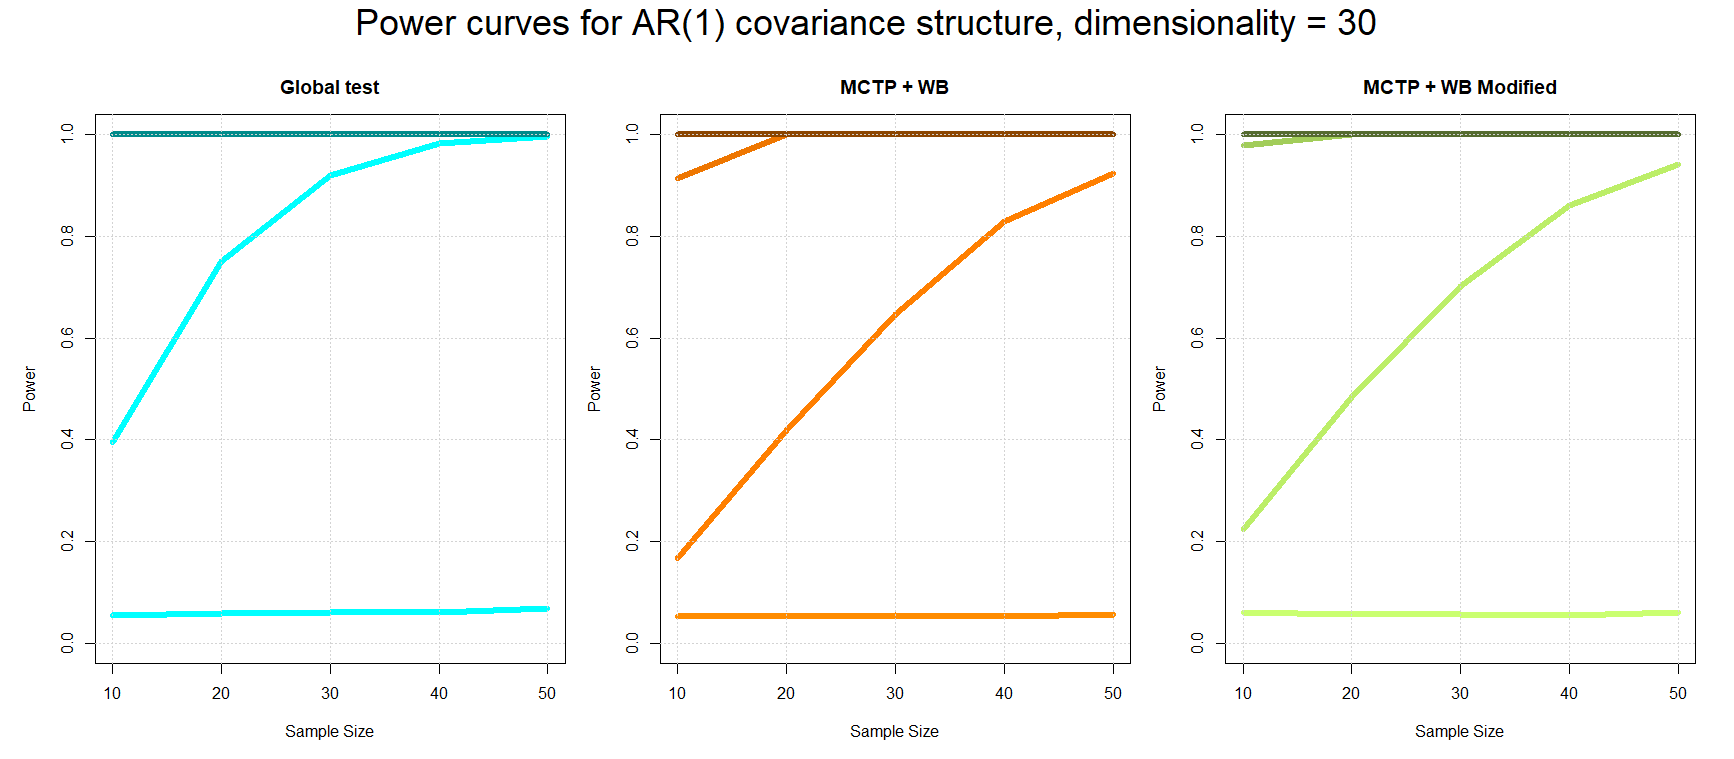 Power curves for AR(1) covariance structure, dimensionality = 30
Global test
Power
1.0
0.8
0.6
0.4
0.2
0.0
10 20 30 40 50
Sample Size
MCTP + WB
Power
1.0
0.8
0.6
0.4
0.2
0.0
10 20 30 40 50
Sample Size
MCTP + WB Modified
Power
1.0
0.8
0.6
0.4
0.2
0.0
10 20 30 40 50
Sample Size